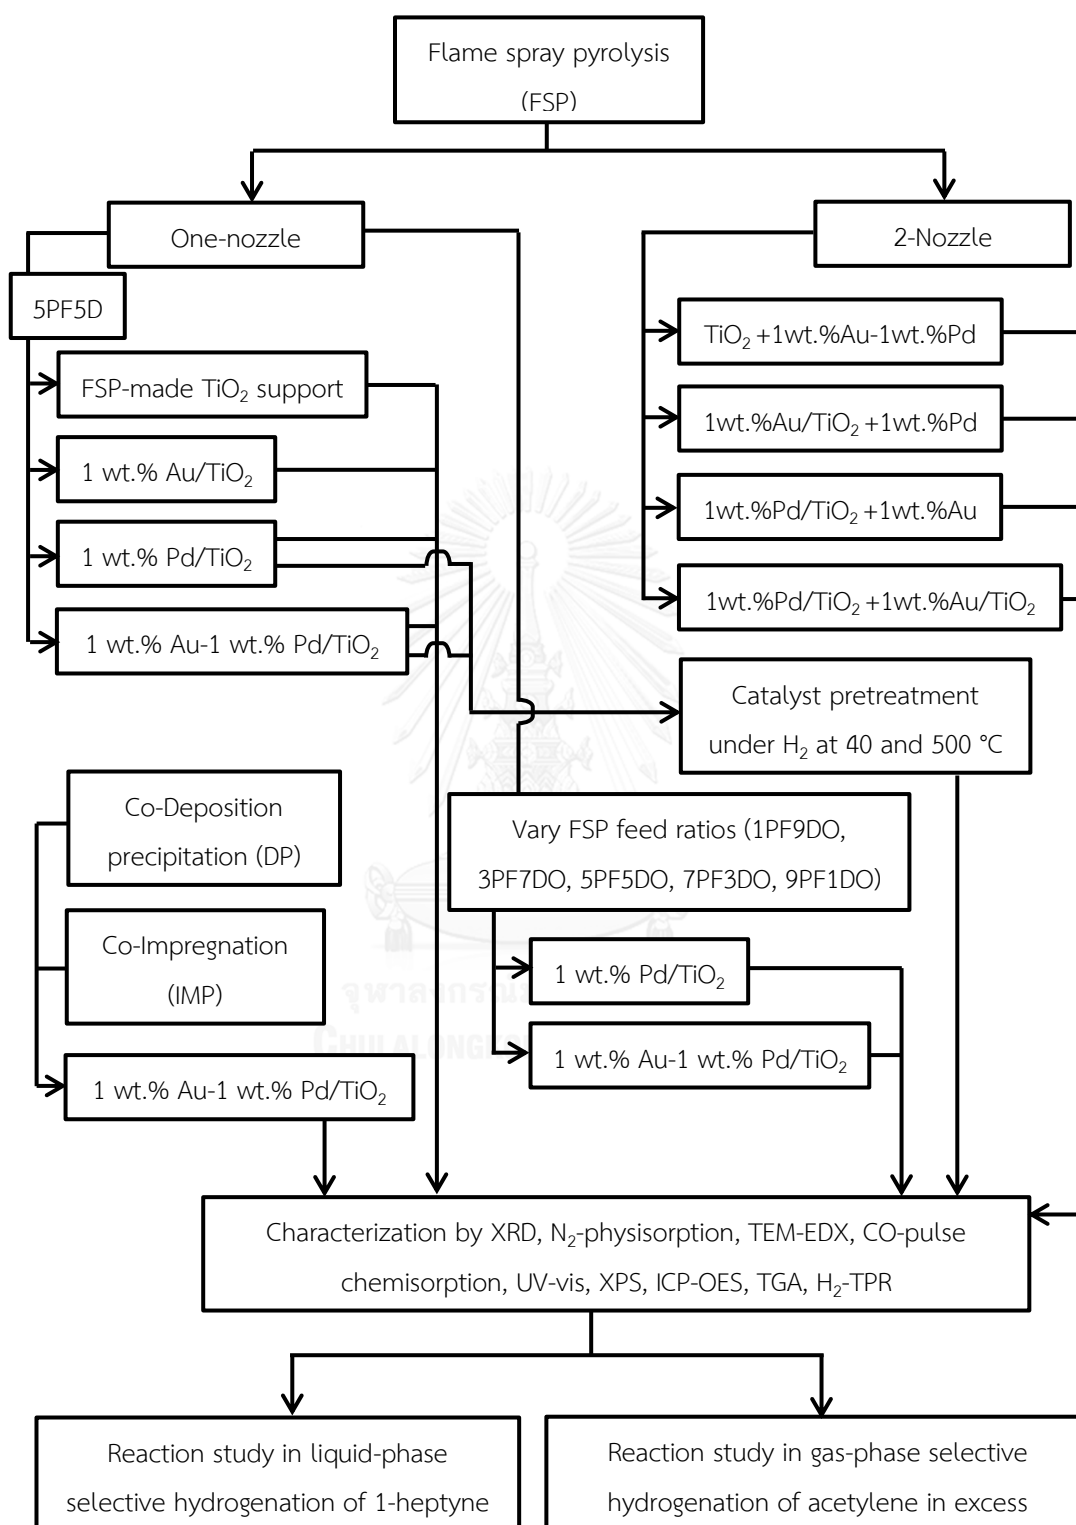 Flame spray pyrolysis
(FSP)
One-nozzle
2-Nozzle
5PF5D
TiO₂ +1wt.%Au-1wt.%Pd
FSP-made TiO₂ support
1wt.%Au/TiO₂ +1wt.%Pd
1 wt.% Au/TiO₂
1wt.%Pd/TiO₂ +1wt.%Au
1 wt.% Pd/TiO₂
1wt.%Pd/TiO₂ +1wt.%Au/TiO₂
1 wt.% Au-1 wt.% Pd/TiO₂
Catalyst pretreatment
under H₂ at 40 and 500 °C
Co-Deposition
precipitation (DP)
Vary FSP feed ratios (1PF9DO,
3PF7DO, 5PF5DO, 7PF3DO, 9PF1DO)
Co-Impregnation
(IMP)
1 wt.% Pd/TiO₂
1 wt.% Au-1 wt.% Pd/TiO₂
1 wt.% Au-1 wt.% Pd/TiO₂
Characterization by XRD, N₂-physisorption, TEM-EDX, CO-pulse
chemisorption, UV-vis, XPS, ICP-OES, TGA, H₂-TPR
Reaction study in liquid-phase
selective hydrogenation of 1-heptyne
Reaction study in gas-phase selective
hydrogenation of acetylene in excess